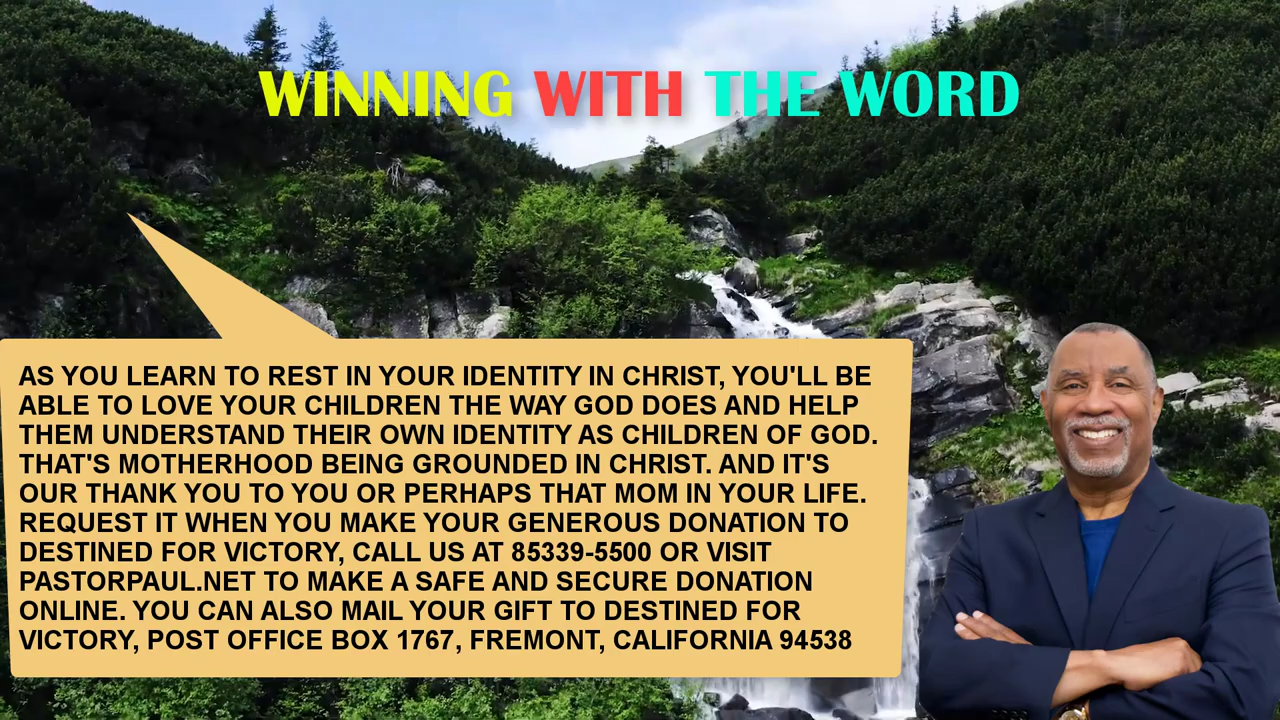 WINNING WITH THE WORD
AS YOU LEARN TO REST IN YOUR IDENTITY IN CHRIST, YOU'LL BE
ABLE TO LOVE YOUR CHILDREN THE WAY GOD DOES AND HELP
THEM UNDERSTAND THEIR OWN IDENTITY AS CHILDREN OF GOD.
THAT'S MOTHERHOOD BEING GROUNDED IN CHRIST. AND IT'S
OUR THANK YOU TO YOU OR PERHAPS THAT MOM IN YOUR LIFE.
REQUEST IT WHEN YOU MAKE YOUR GENEROUS DONATION TO
DESTINED FOR VICTORY, CALL US AT 85339-5500 OR VISIT
PASTORPAUL.NET TO MAKE A SAFE AND SECURE DONATION
ONLINE. YOU CAN ALSO MAIL YOUR GIFT TO DESTINED FOR
VICTORY, POST OFFICE BOX 1767, FREMONT, CALIFORNIA 94538